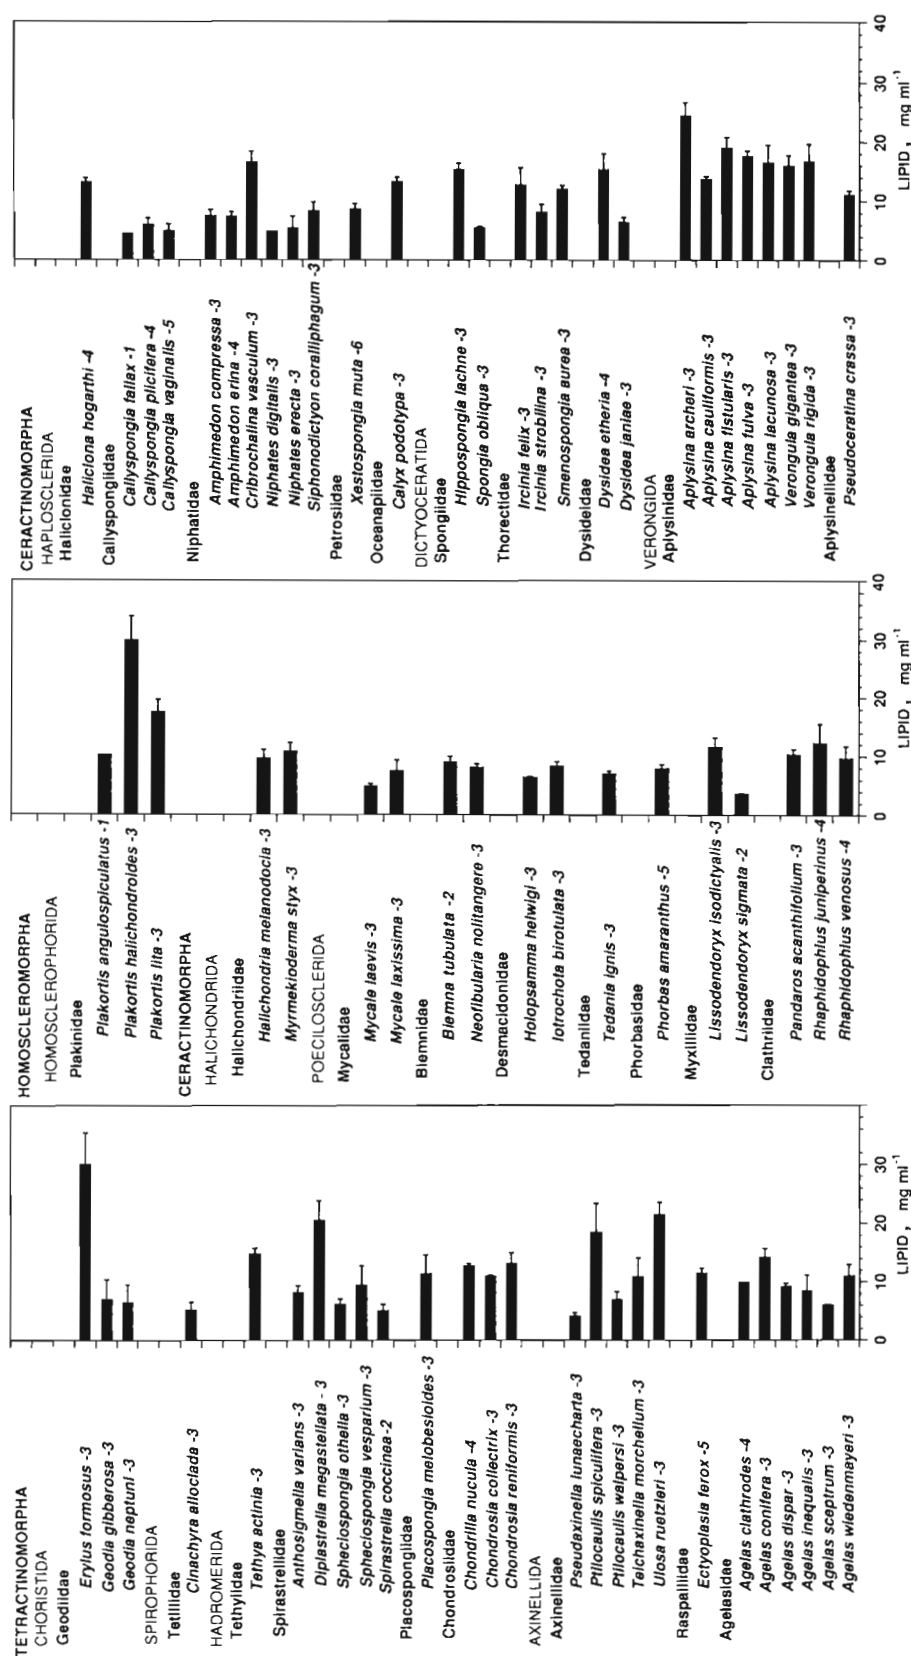 TETRACTINOMORPHA
CHORISTIDA
Geodiidae
Erylus formosus -3
Geodia gibberosa -3
Geodia neptuni -3
SPIROPHORIDA
Tetillidae
Cinachyra alloclada -3
HADROMERIDA
Tethyidae
Tethya actinia -3
Spirastrellidae
Anthosigmella varians -3
Diplastrella megastellata - 3
Spheciospongia othella -3
Spheciospongia vesparium -3
Spirastrella coccinea -2
Placospongiidae
Placospongia melobesioides -3
Chondrosiidae
Chondrilla nucula -4
Chondrosia collectrix -3
Chondrosia reniformis -3
AXINELLIDA
Axinellidae
Pseudaxinella lunaecharta -3
Ptilocaulis spiculifera -3
Ptilocaulis walpersi -3
Teichaxinella morchellum -3
Ulosa ruetzleri -3
Raspailiidae
Ectyoplasia ferox -5
Agelasidae
Agelas clathrodes -4
Agelas conifera -3
Agelas dispar -3
Agelas inequalis -3
Agelas sceptrum -3
Agelas wiedenmayeri -3
0 10 20 30
LIPID, mg ml-1
HOMOSCLEROMORPHA
HOMOSCLEROPHORIDA
Plakinidae
Plakortis angulospiculatus -1
Plakortis halichondroides -3
Plakortis lita -3
CERACTINOMORPHA
HALICHONDRIDA
Halichondriidae
Halichondria melanodocia -3
Myrmekioderma styx -3
POECILOSCLERIDA
Mycalidae
Mycale laevis -3
Mycale laxissima -3
Biemnidae
Biemna tubulata -2
Neofibularia nolitangere -3
Desmacidonidae
Holopsamma helwigi -3
Iotrochota birotulata -3
Tedaniidae
Tedania ignis -3
Phorbasidae
Phorbas amaranthus -5
Myxillidae
Lissodendoryx isodictyalis -3
Lissodendoryx sigmata -2
Clathriidae
Pandaros acanthifolium -3
Rhaphidophlus juniperinus -4
Rhaphidophlus venosus -4
0 10 20 30 40
LIPID, mg ml-1
CERACTINOMORPHA
HAPLOSCLERIDA
Haliclonidae
Haliclona hogarthi -4
Callyspongiidae
Callyspongia fallax -1
Callyspongia plicifera -4
Callyspongia vaginalis -5
Niphatidae
Amphimedon compressa -3
Amphimedon erina -4
Cribrochalina vasculum -3
Niphates digitalis -3
Niphates erecta -3
Siphonodictyon coralliphagum -3
Petrosiidae
Xestospongia muta -6
Oceanapiidae
Calyx podotypa -3
DICTYOCERATIDA
Spongiidae
Hippospongia lachne -3
Spongia obliqua -3
Thorectidae
Ircinia felix -3
Ircinia strobilina -3
Smenospongia aurea -3
Dysideidae
Dysidea etheria -4
Dysidea janiae -3
VERONGIDA
Aplysinidae
Aplysina archeri -3
Aplysina cauliformis -3
Aplysina fistularis -3
Aplysina fulva -3
Aplysina lacunosa -3
Verongula gigantea -3
Verongula rigida -3
Aplysinellidae
Pseudoceratina crassa -3
0 10 20 30 40
LIPID, mg ml-1